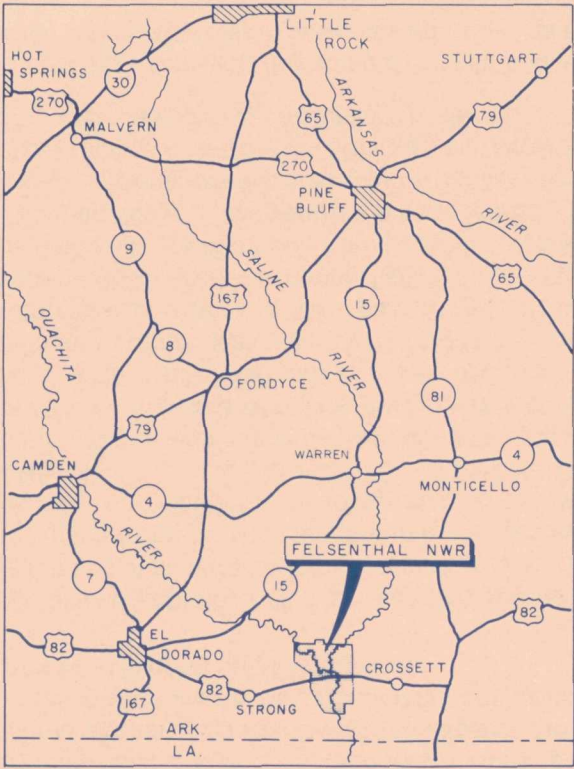 LITTLE
ROCK
HOT
SPRINGS
STUTTGART
30
270
ARKANSAS
65
79
MALVERN
270
PINE
BLUFF
RIVER
9
SALINE
65
167
15
OUACHITA
8
RIVER
FORDYCE
81
79
WARREN
4
CAMDEN
MONTICELLO
4
RIVER
FELSENTHAL NWR
7
15
82
EL
DORADO
82
CROSSETT
82
167
STRONG
ARK
LA.